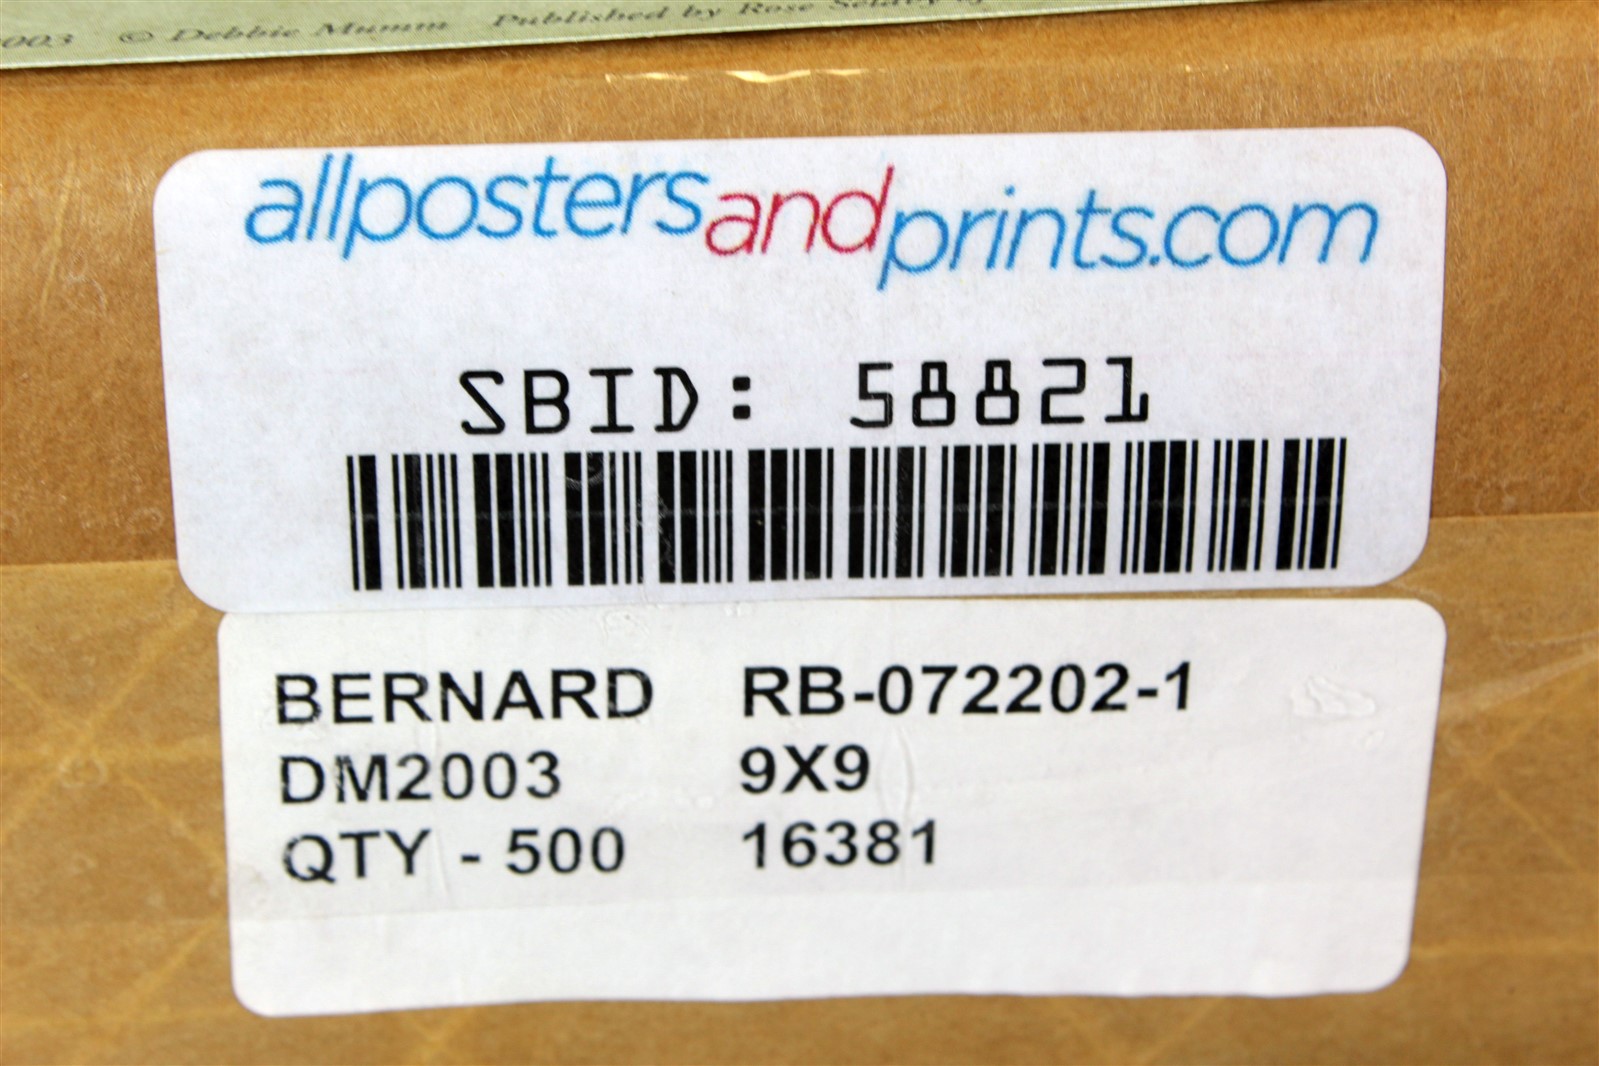 2003 © Debbie Mumm Published by Rose
allpostersandprints.com
SBID: 58821
BERNARD RB-072202-1
DM2003 9X9
QTY - 500 16381